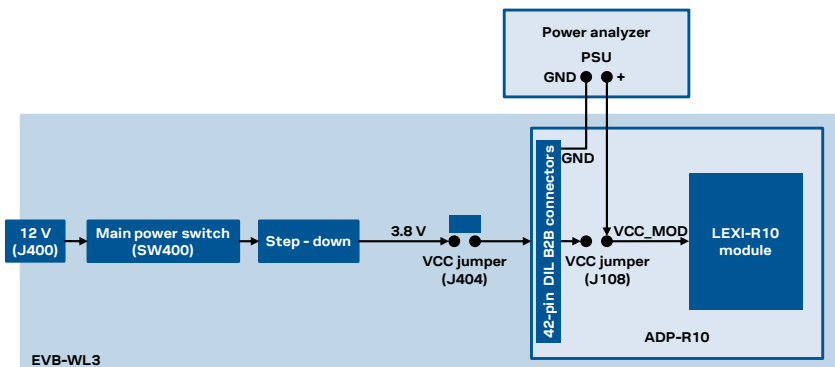 Power analyzer
PSU
GND
+
GND
42-pin DIL B2B connectors
12 V
(J400)
Main power switch
(SW400)
Step - down
3.8 V
VCC jumper
(J404)
VCC jumper
(J108)
VCC_MOD
LEXI-R10
module
ADP-R10
EVB-WL3